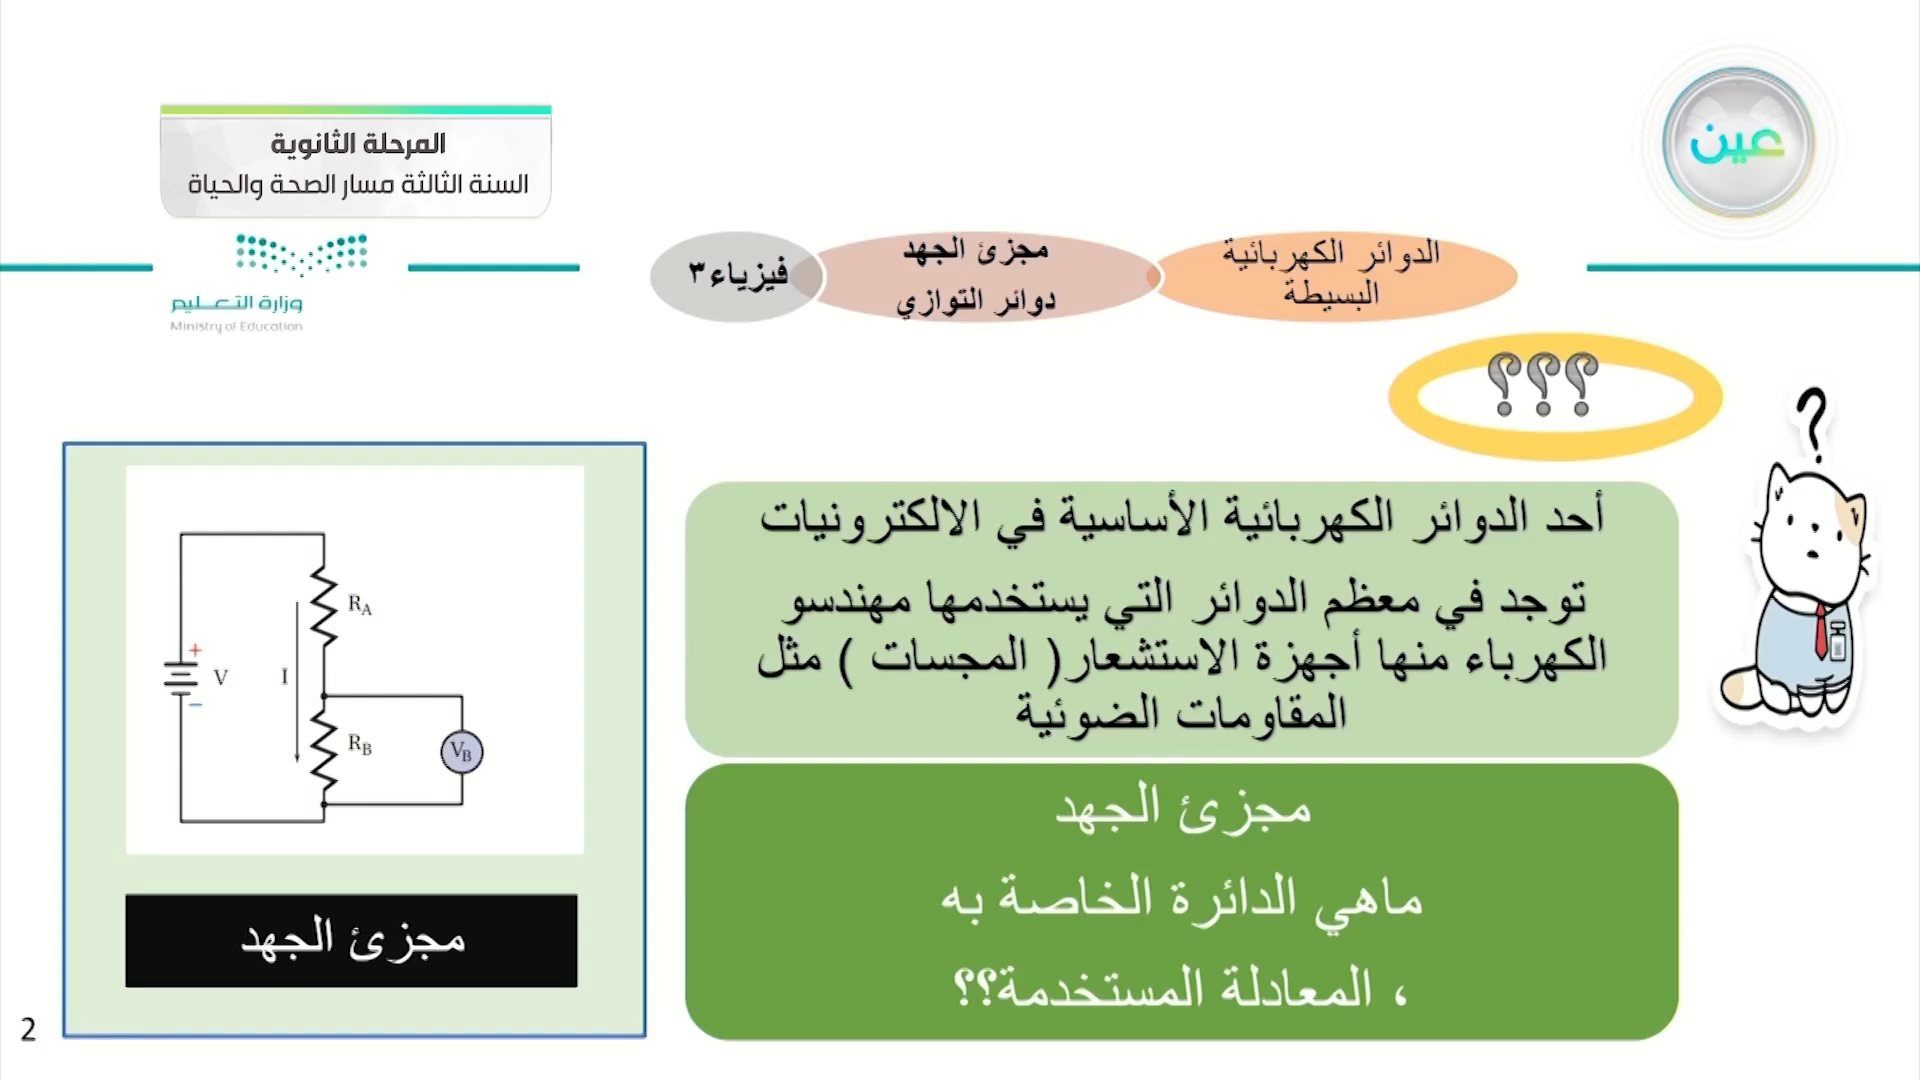 المرحلة الثانوية
السنة الثالثة مسار الصحة والحياة
عين
وزارة التعليم
Ministry of Education
الدوائر الكهربائية
البسيطة
مجزئ الجهد
دوائر التوازي
فيزياء٣
؟؟؟
?
أحد الدوائر الكهربائية الأساسية في الالكترونيات
توجد في معظم الدوائر التي يستخدمها مهندسو
الكهرباء منها أجهزة الاستشعار( المجسات ) مثل
المقاومات الضوئية
مجزئ الجهد
ماهي الدائرة الخاصة به
، المعادلة المستخدمة؟؟
RA
+
V
I
−
RB
VB
مجزئ الجهد
2